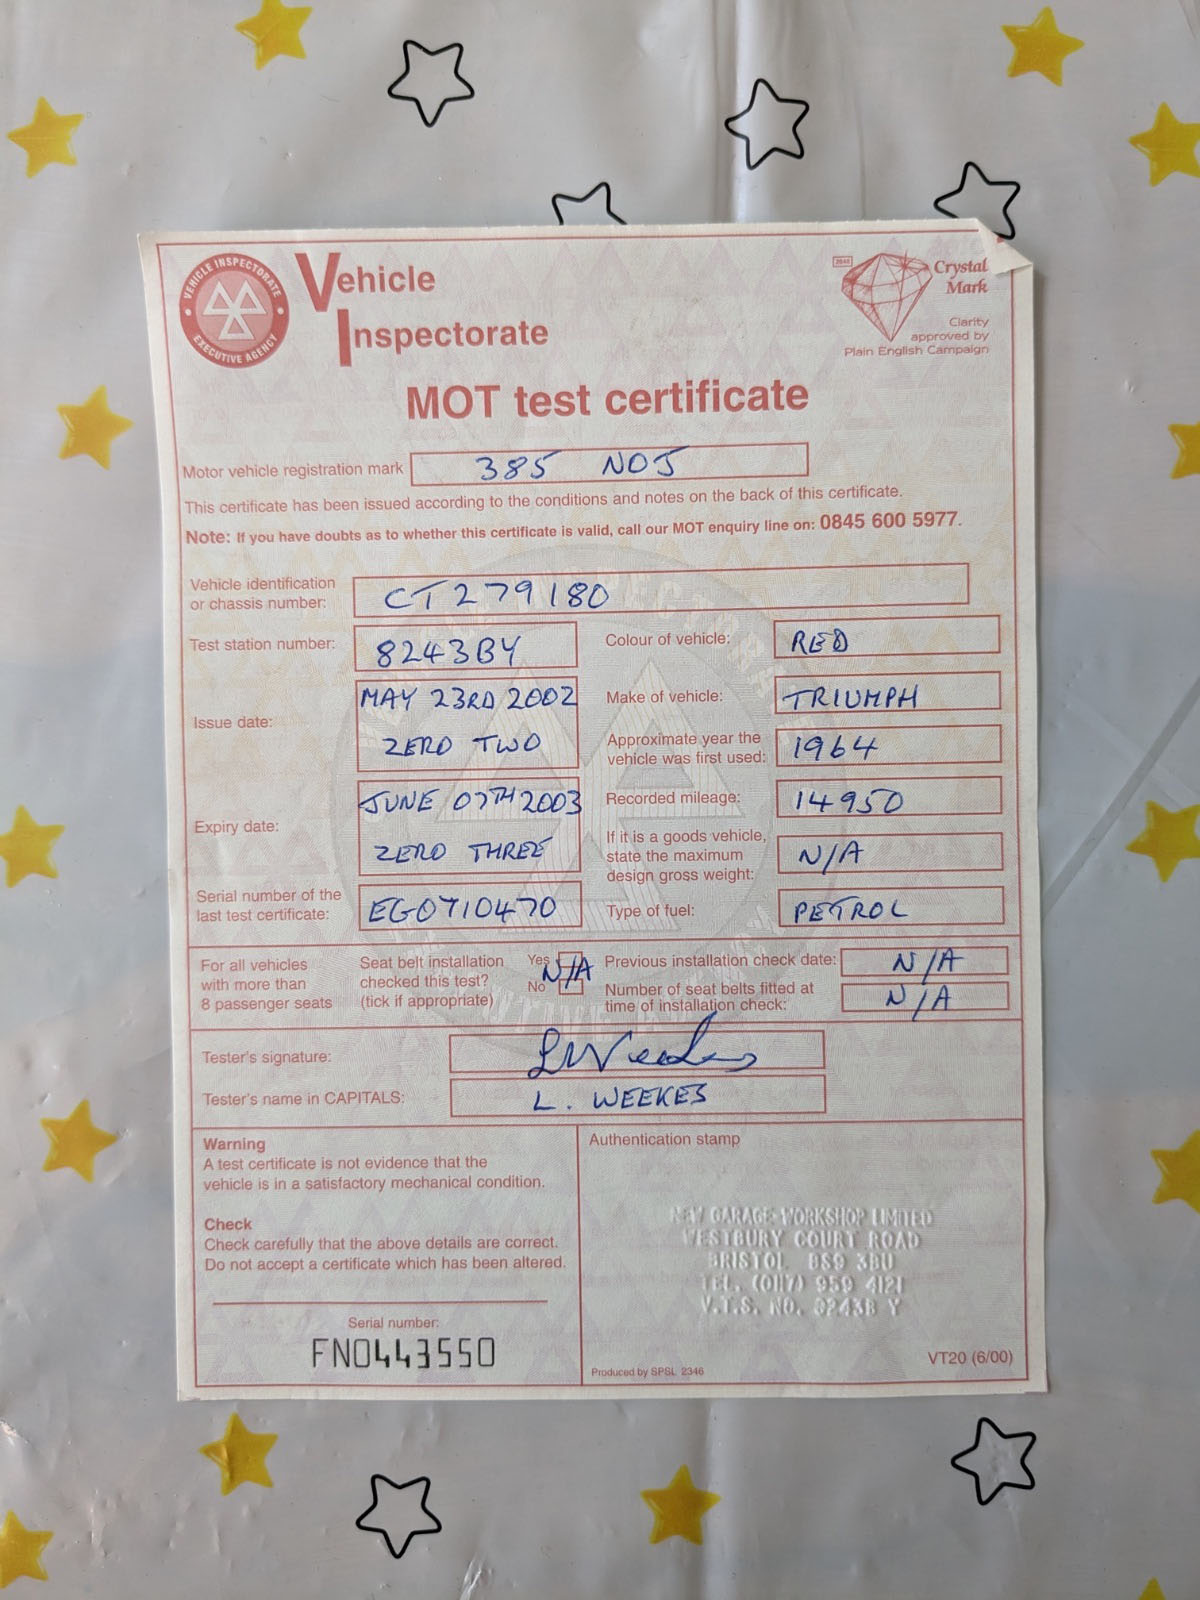 VEHICLE INSPECTORATE
EXECUTIVE AGENCY
Vehicle
Inspectorate
2846
Crystal
Mark
Clarity
approved by
Plain English Campaign
MOT test certificate
Motor vehicle registration mark 385 NOJ
This certificate has been issued according to the conditions and notes on the back of this certificate.
Note: If you have doubts as to whether this certificate is valid, call our MOT enquiry line on: 0845 600 5977.
Vehicle identification
or chassis number: CT279180
Test station number: 8243BY
Colour of vehicle: RED
Issue date: MAY 23RD 2002
ZERO TWO
Make of vehicle: TRIUMPH
Approximate year the
vehicle was first used: 1964
Expiry date: JUNE 07TH 2003
ZERO THREE
Recorded mileage: 14950
If it is a goods vehicle,
state the maximum
design gross weight: N/A
Serial number of the
last test certificate: EG0710470
Type of fuel: PETROL
For all vehicles
with more than
8 passenger seats
Seat belt installation
checked this test?
(tick if appropriate)
Yes
No
N/A
Previous installation check date: N/A
Number of seat belts fitted at
time of installation check: N/A
Tester's signature: L Weekes
Tester's name in CAPITALS: L. WEEKES
Warning
A test certificate is not evidence that the
vehicle is in a satisfactory mechanical condition.
Check
Check carefully that the above details are correct.
Do not accept a certificate which has been altered.
Serial number:
FN0443550
Authentication stamp
NEW GARAGE WORKSHOP LIMITED
WESTBURY COURT ROAD
BRISTOL BS9 3BU
TEL. (0117) 959 4121
V.T.S. NO. 8243B Y
Produced by SPSL 2346
VT20 (6/00)